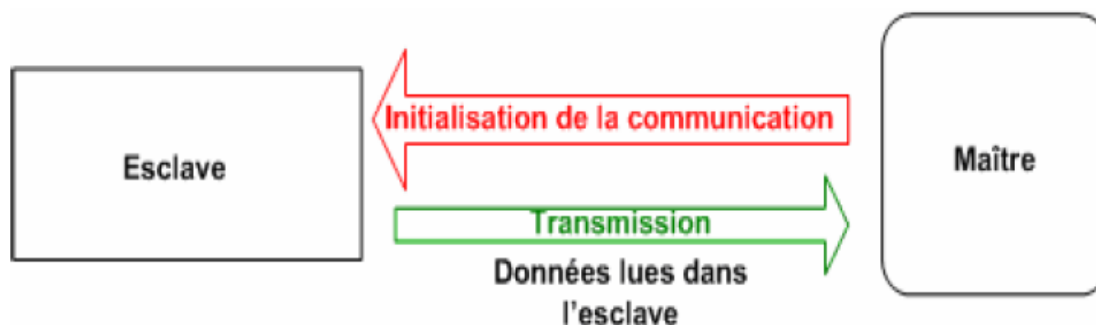 Initialisation de la communication
Esclave
Maître
Transmission
Données lues dans
l'esclave